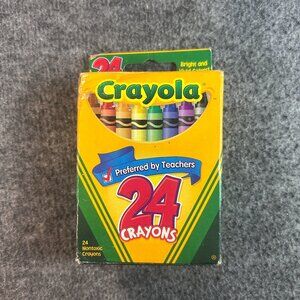 24
Bright and
Crayola
Preferred by Teachers
24
CRAYONS
24
Nontoxic
Crayons